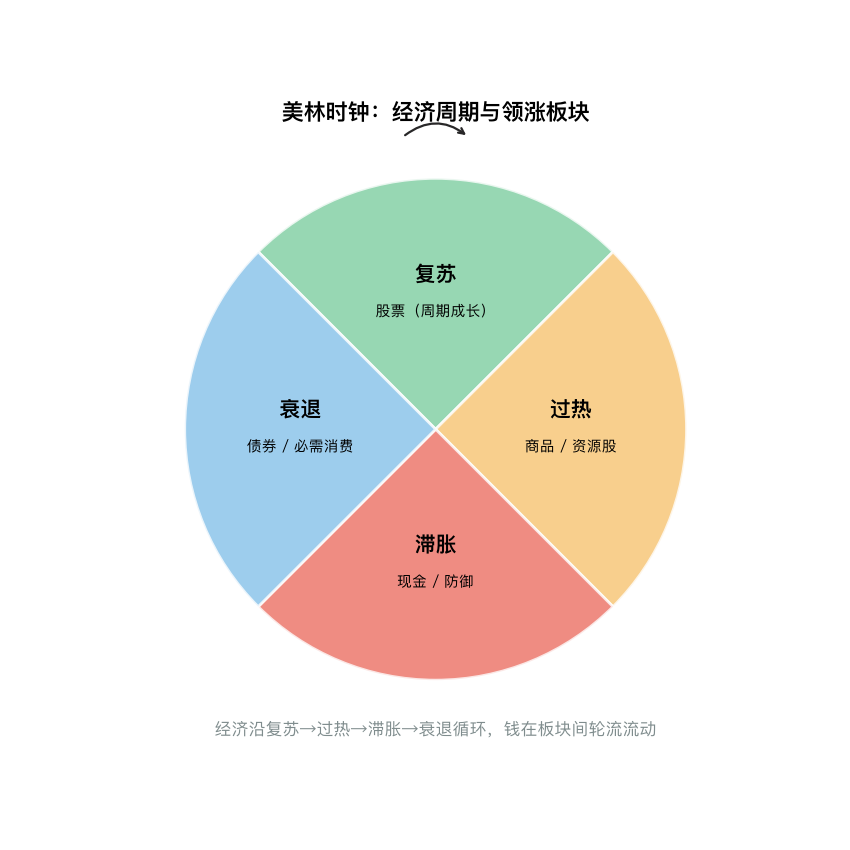 美林时钟：经济周期与领涨板块
复苏
股票（周期成长）
衰退
债券 / 必需消费
过热
商品 / 资源股
滞胀
现金 / 防御
经济沿复苏→过热→滞胀→衰退循环，钱在板块间轮流流动